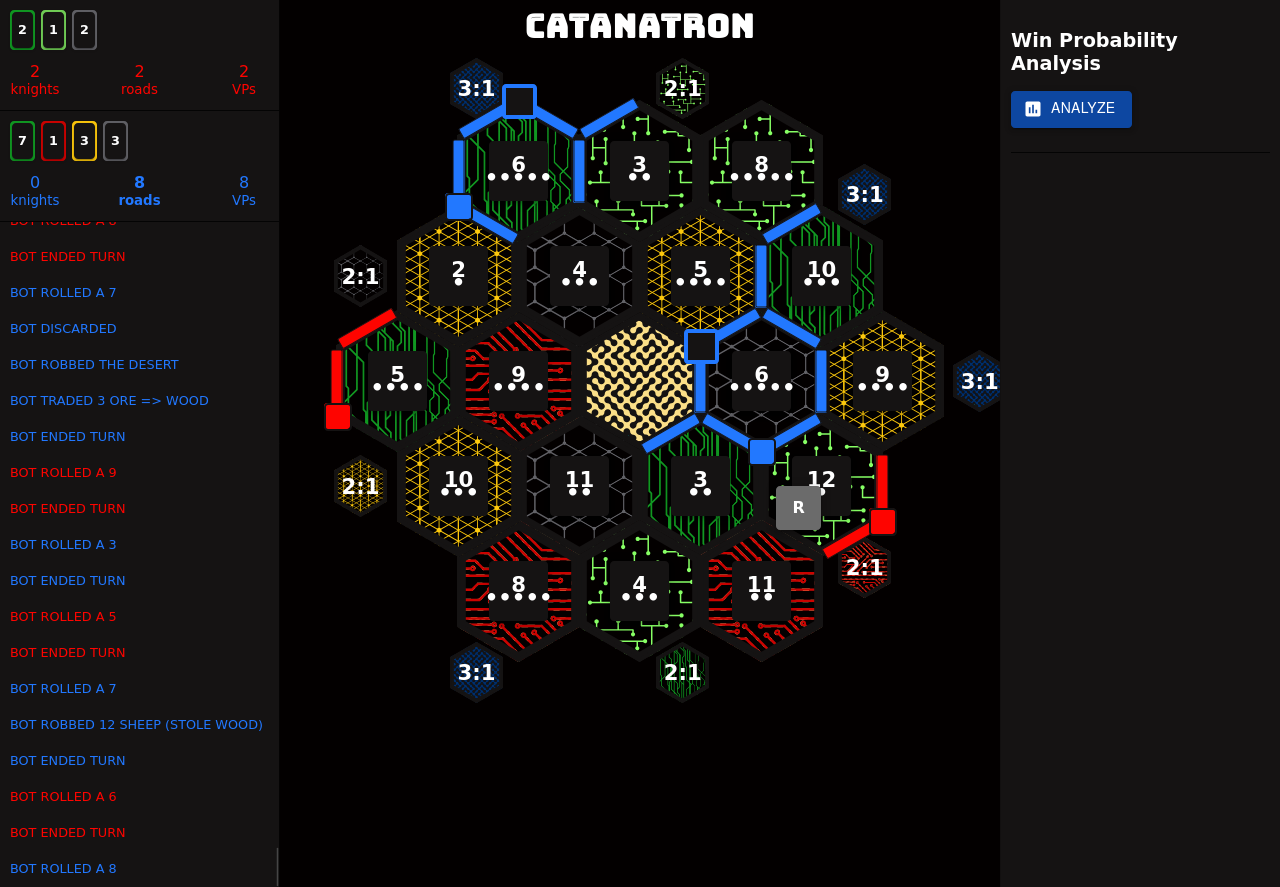 2 1 2
2 2 2
knights roads VPs
7 1 3 3
0 8 8
knights roads VPs
BOT ENDED TURN
BOT ROLLED A 7
BOT DISCARDED
BOT ROBBED THE DESERT
BOT TRADED 3 ORE => WOOD
BOT ENDED TURN
BOT ROLLED A 9
BOT ENDED TURN
BOT ROLLED A 3
BOT ENDED TURN
BOT ROLLED A 5
BOT ENDED TURN
BOT ROLLED A 7
BOT ROBBED 12 SHEEP (STOLE WOOD)
BOT ENDED TURN
BOT ROLLED A 6
BOT ENDED TURN
BOT ROLLED A 8
CATANATRON
3:1 2:1
6 3 8
3:1
2:1 2 4 5 10
5 9 6 9 3:1
2:1 10 11 3 12
R
2:1
8 4 11
3:1 2:1
Win Probability
Analysis
ANALYZE